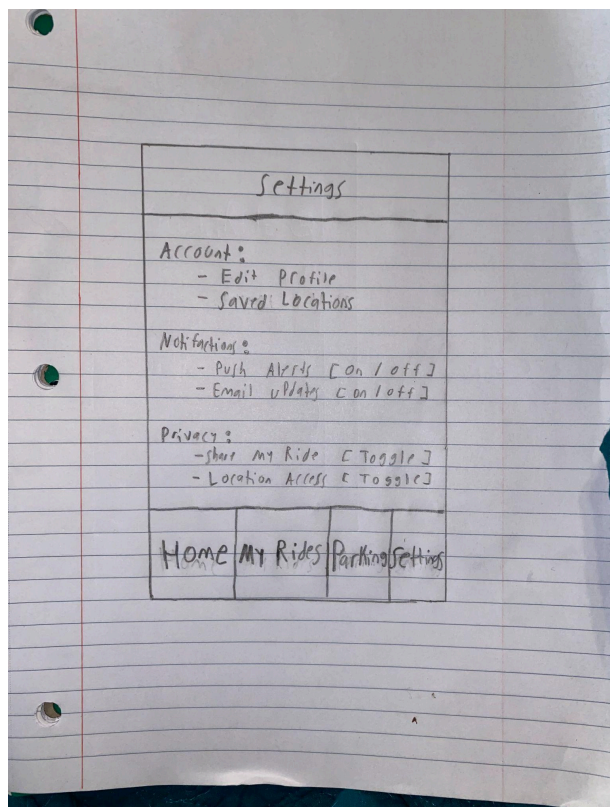 Settings
Account:
- Edit Profile
- Saved Locations
Notifactions:
- Push Alerts [On / off]
- Email updates [on / off]
Privacy:
- Share My Ride [Toggle]
- Location Access [Toggle]
Home My Rides Parking Settings